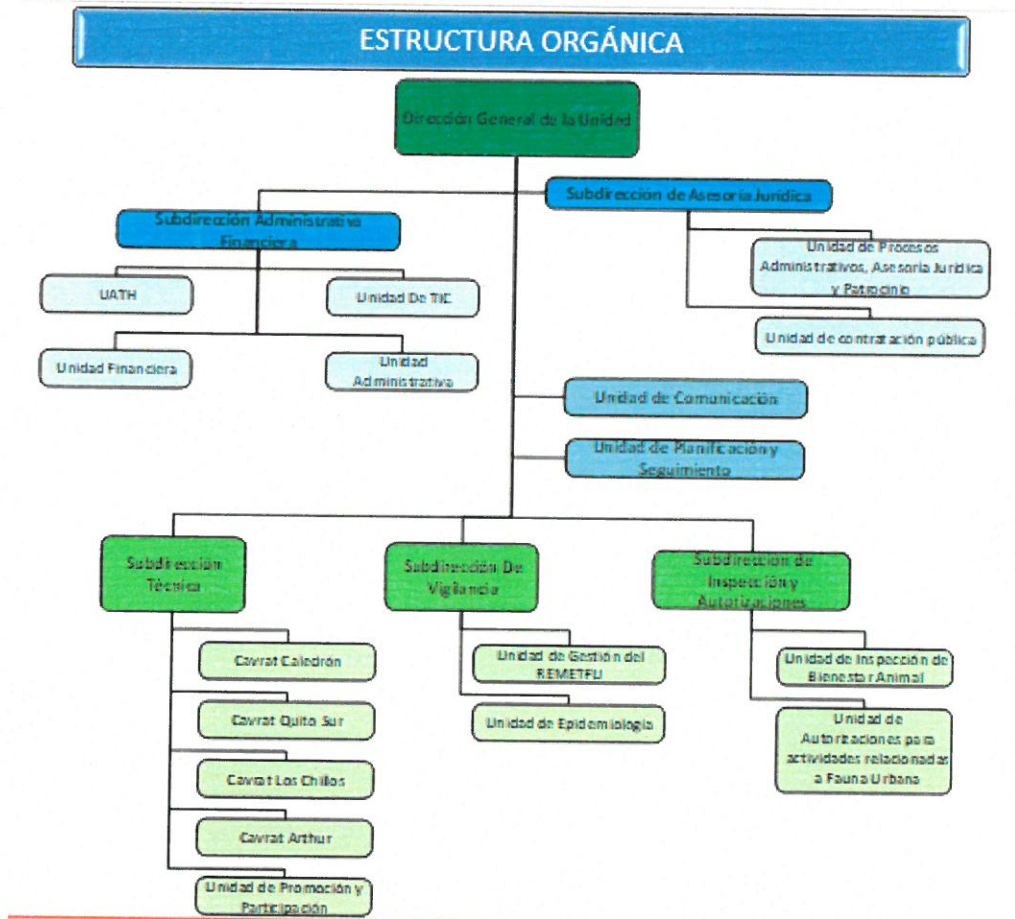 ESTRUCTURA ORGÁNICA
Dirección General de la Unidad
Subdirección de Asesoría Jurídica
Subdirección Administrativa
Financiera
Unidad de Procesos
Administrativos, Asesoría Jurídica
y Patrocinio
UATH
Unidad De TIC
Unidad de contratación pública
Unidad Financiera
Unidad
Administrativa
Unidad de Comunicación
Unidad de Planificación y
Seguimiento
Subdirección
Técnica
Subdirección De
Vigilancia
Subdirección de
Inspección y
Autorizaciones
Cavrat Caledrón
Cavrat Quito Sur
Cavrat Los Chillos
Cavrat Arthur
Unidad de Promoción y
Participación
Unidad de Gestión del
REMETFU
Unidad de Epidemiología
Unidad de Inspección de
Bienestar Animal
Unidad de
Autorizaciones para
actividades relacionadas
a Fauna Urbana